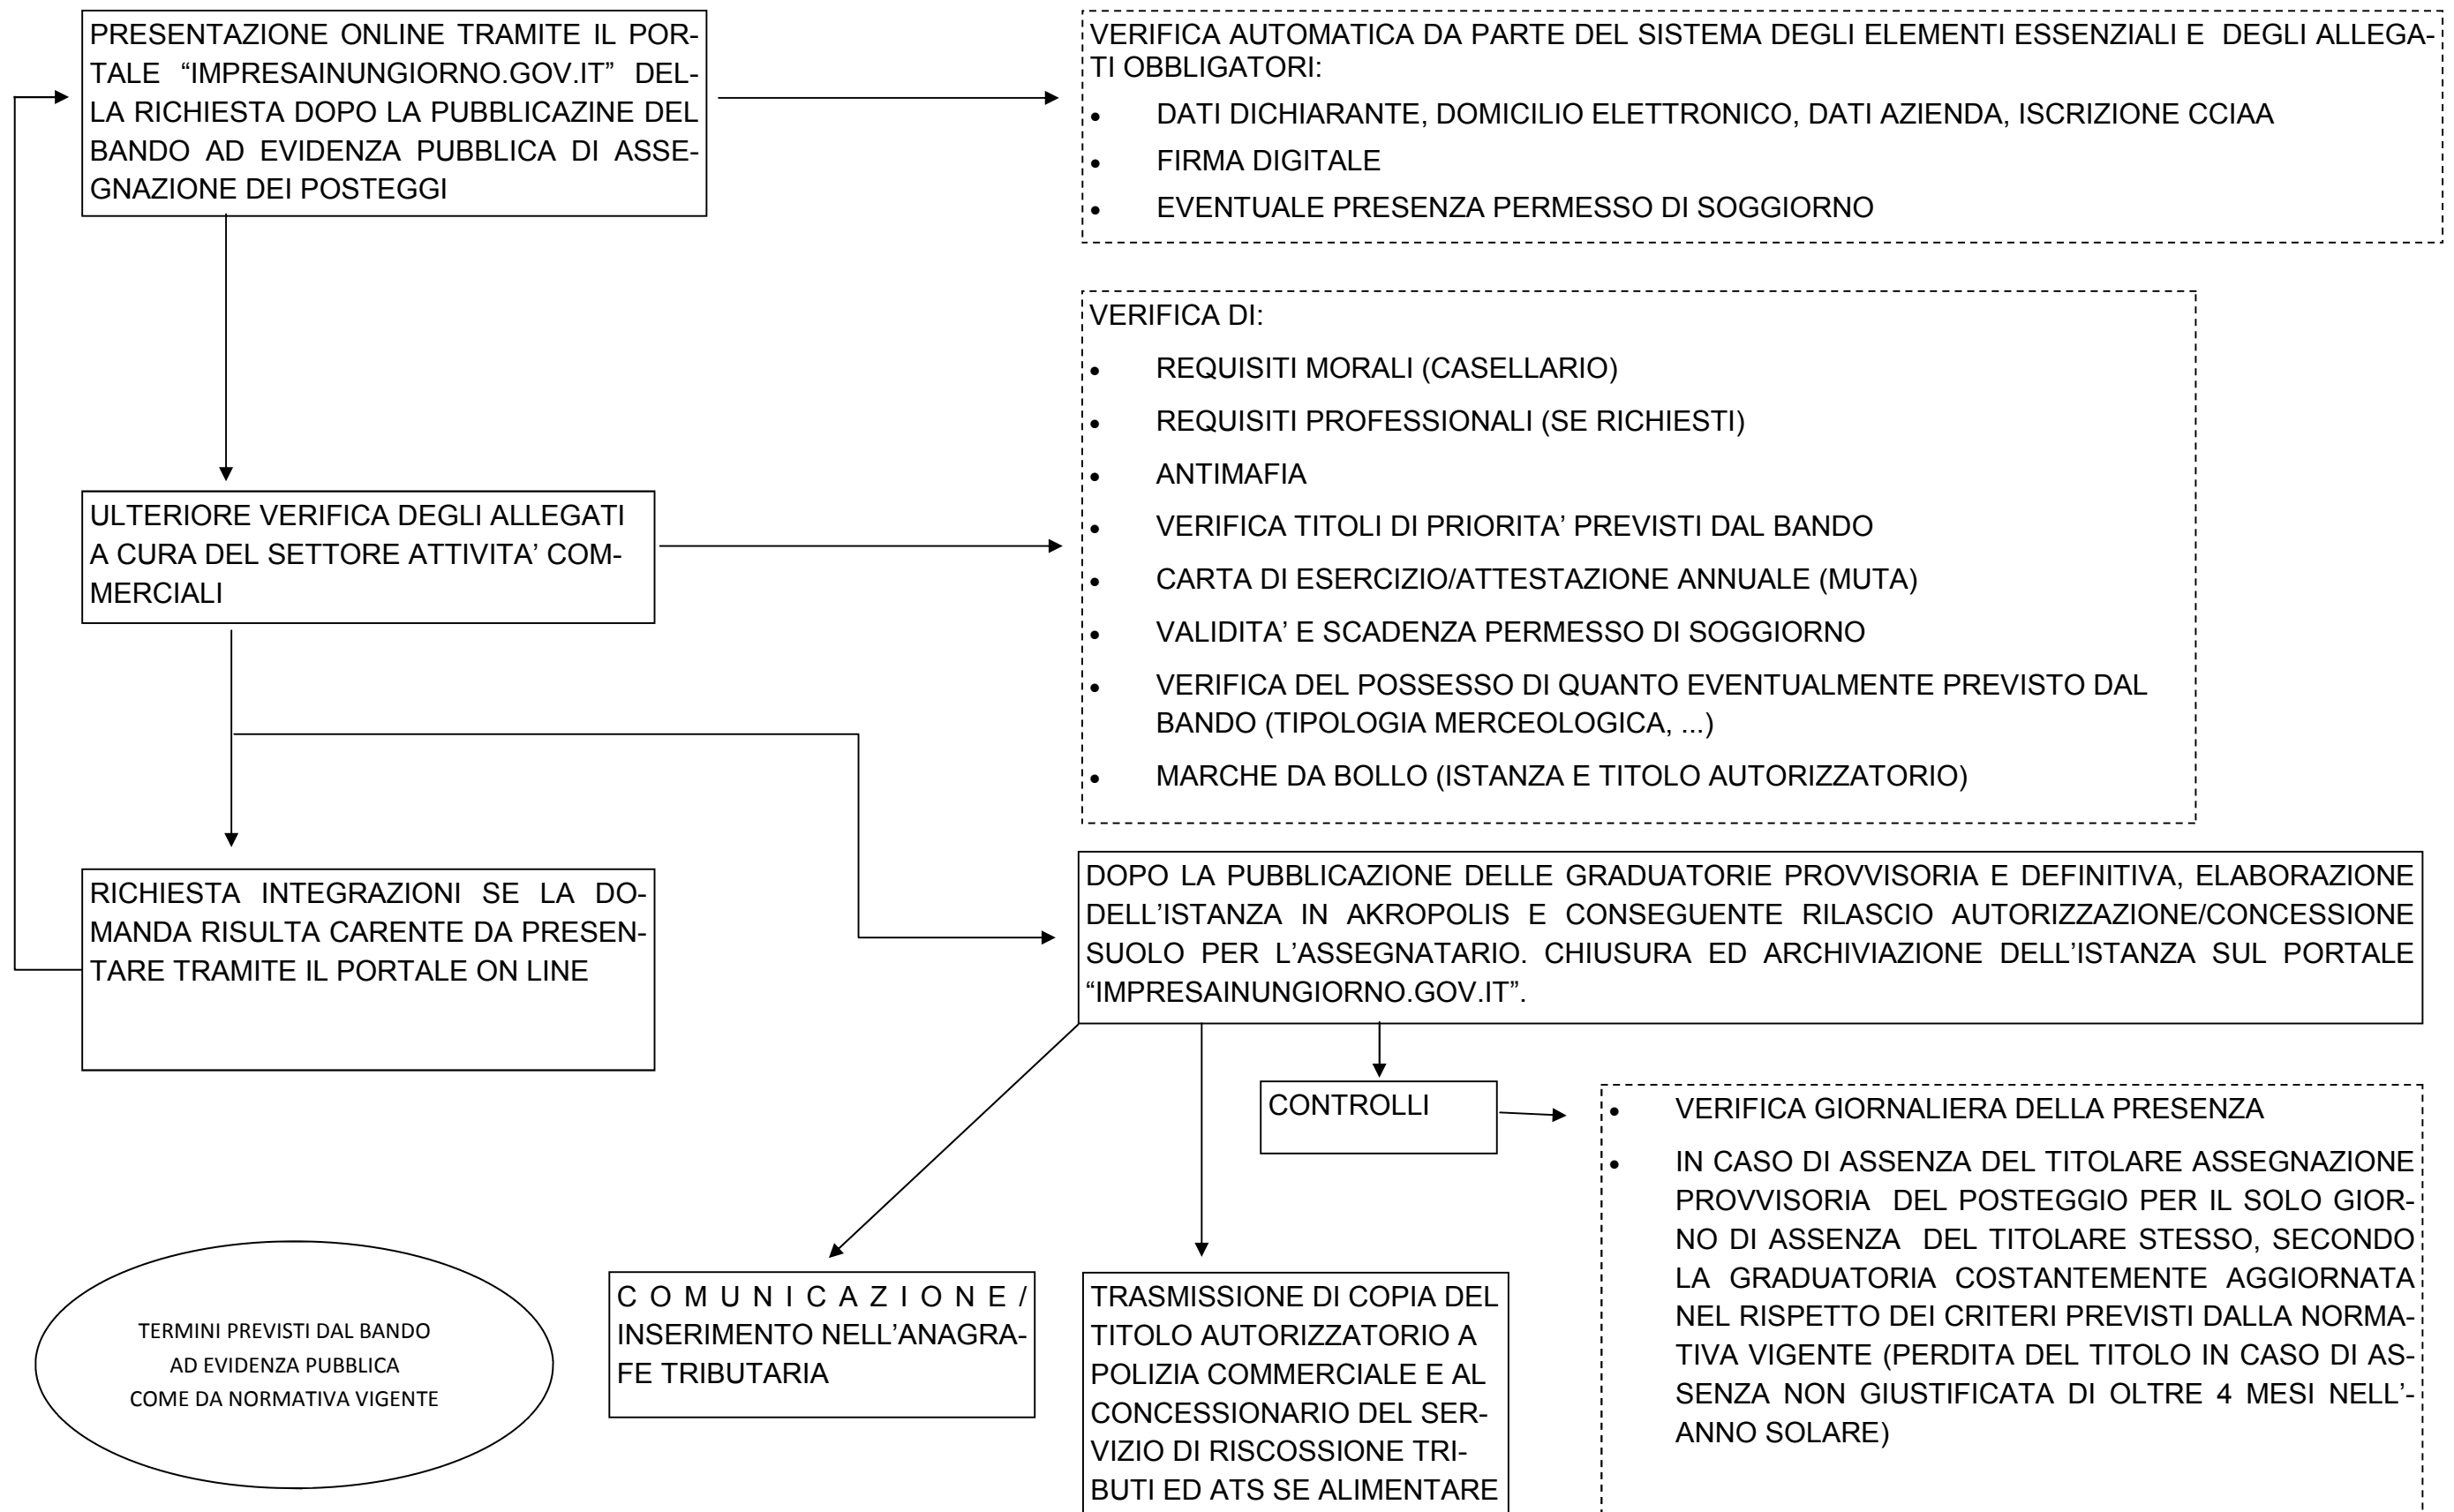 PRESENTAZIONE ONLINE TRAMITE IL POR-
TALE “IMPRESAINUNGIORNO.GOV.IT” DEL-
LA RICHIESTA DOPO LA PUBBLICAZINE DEL
BANDO AD EVIDENZA PUBBLICA DI ASSE-
GNAZIONE DEI POSTEGGI
VERIFICA AUTOMATICA DA PARTE DEL SISTEMA DEGLI ELEMENTI ESSENZIALI E DEGLI ALLEGA-
TI OBBLIGATORI:
• DATI DICHIARANTE, DOMICILIO ELETTRONICO, DATI AZIENDA, ISCRIZIONE CCIAA
• FIRMA DIGITALE
• EVENTUALE PRESENZA PERMESSO DI SOGGIORNO
ULTERIORE VERIFICA DEGLI ALLEGATI
A CURA DEL SETTORE ATTIVITA’ COM-
MERCIALI
VERIFICA DI:
• REQUISITI MORALI (CASELLARIO)
• REQUISITI PROFESSIONALI (SE RICHIESTI)
• ANTIMAFIA
• VERIFICA TITOLI DI PRIORITA’ PREVISTI DAL BANDO
• CARTA DI ESERCIZIO/ATTESTAZIONE ANNUALE (MUTA)
• VALIDITA’ E SCADENZA PERMESSO DI SOGGIORNO
• VERIFICA DEL POSSESSO DI QUANTO EVENTUALMENTE PREVISTO DAL
BANDO (TIPOLOGIA MERCEOLOGICA, ...)
• MARCHE DA BOLLO (ISTANZA E TITOLO AUTORIZZATORIO)
RICHIESTA INTEGRAZIONI SE LA DO-
MANDA RISULTA CARENTE DA PRESEN-
TARE TRAMITE IL PORTALE ON LINE
DOPO LA PUBBLICAZIONE DELLE GRADUATORIE PROVVISORIA E DEFINITIVA, ELABORAZIONE
DELL’ISTANZA IN AKROPOLIS E CONSEGUENTE RILASCIO AUTORIZZAZIONE/CONCESSIONE
SUOLO PER L’ASSEGNATARIO. CHIUSURA ED ARCHIVIAZIONE DELL’ISTANZA SUL PORTALE
“IMPRESAINUNGIORNO.GOV.IT”.
CONTROLLI
• VERIFICA GIORNALIERA DELLA PRESENZA
• IN CASO DI ASSENZA DEL TITOLARE ASSEGNAZIONE
PROVVISORIA DEL POSTEGGIO PER IL SOLO GIOR-
NO DI ASSENZA DEL TITOLARE STESSO, SECONDO
LA GRADUATORIA COSTANTEMENTE AGGIORNATA
NEL RISPETTO DEI CRITERI PREVISTI DALLA NORMA-
TIVA VIGENTE (PERDITA DEL TITOLO IN CASO DI AS-
SENZA NON GIUSTIFICATA DI OLTRE 4 MESI NELL’-
ANNO SOLARE)
TERMINI PREVISTI DAL BANDO
AD EVIDENZA PUBBLICA
COME DA NORMATIVA VIGENTE
C O M U N I C A Z I O N E /
INSERIMENTO NELL’ANAGRA-
FE TRIBUTARIA
TRASMISSIONE DI COPIA DEL
TITOLO AUTORIZZATORIO A
POLIZIA COMMERCIALE E AL
CONCESSIONARIO DEL SER-
VIZIO DI RISCOSSIONE TRI-
BUTI ED ATS SE ALIMENTARE